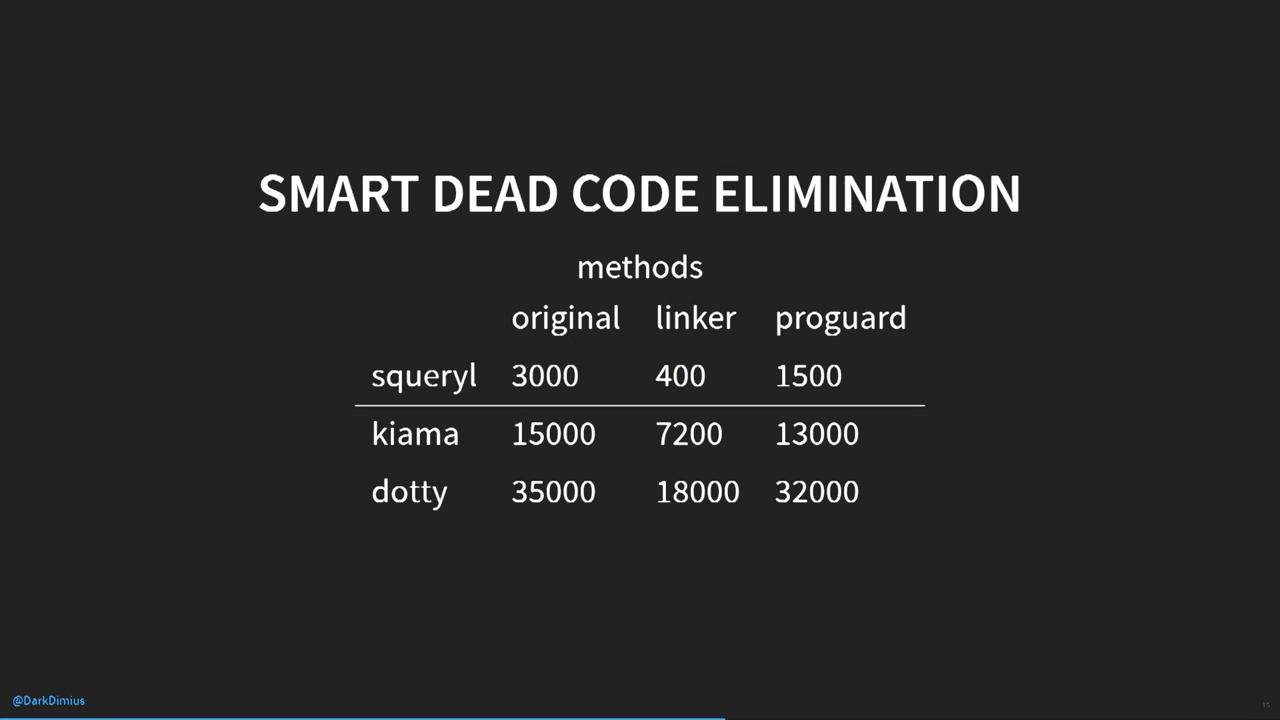 SMART DEAD CODE ELIMINATION
methods
original linker proguard
squeryl 3000 400 1500
kiama 15000 7200 13000
dotty 35000 18000 32000
@DarkDimius